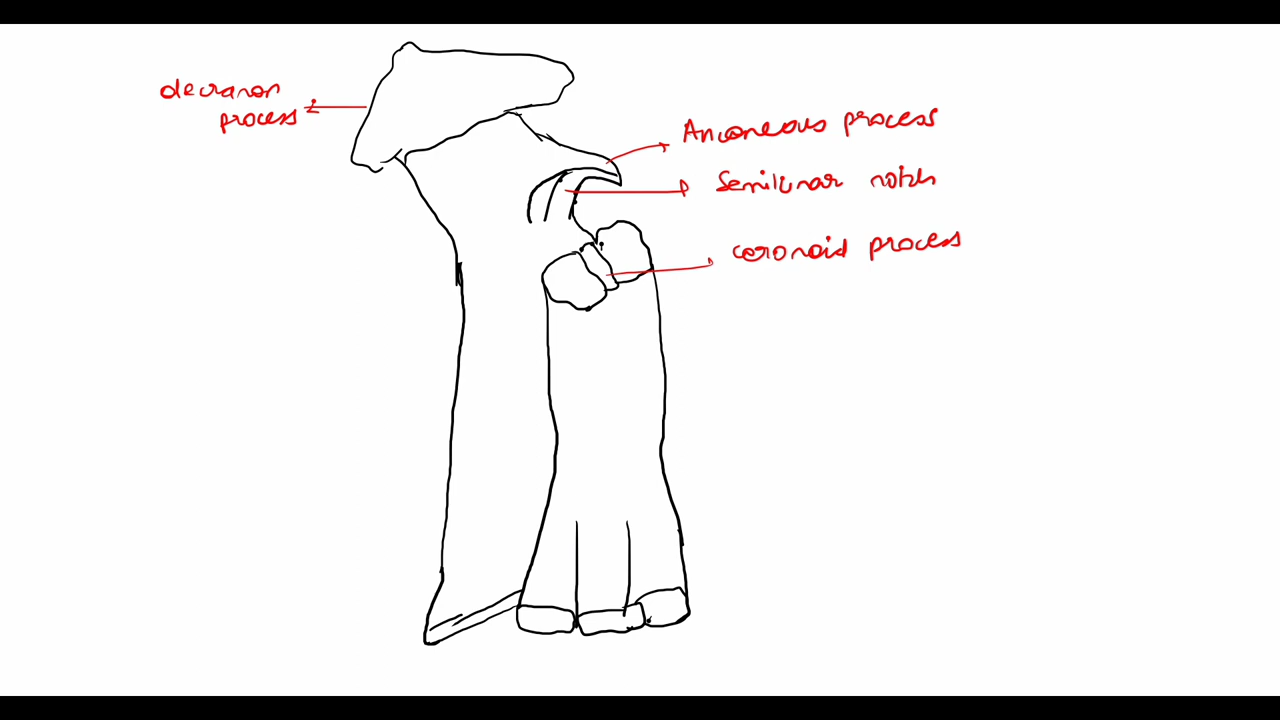 olecranon
process
Anconeous process
Semilunar notch
coronoid process